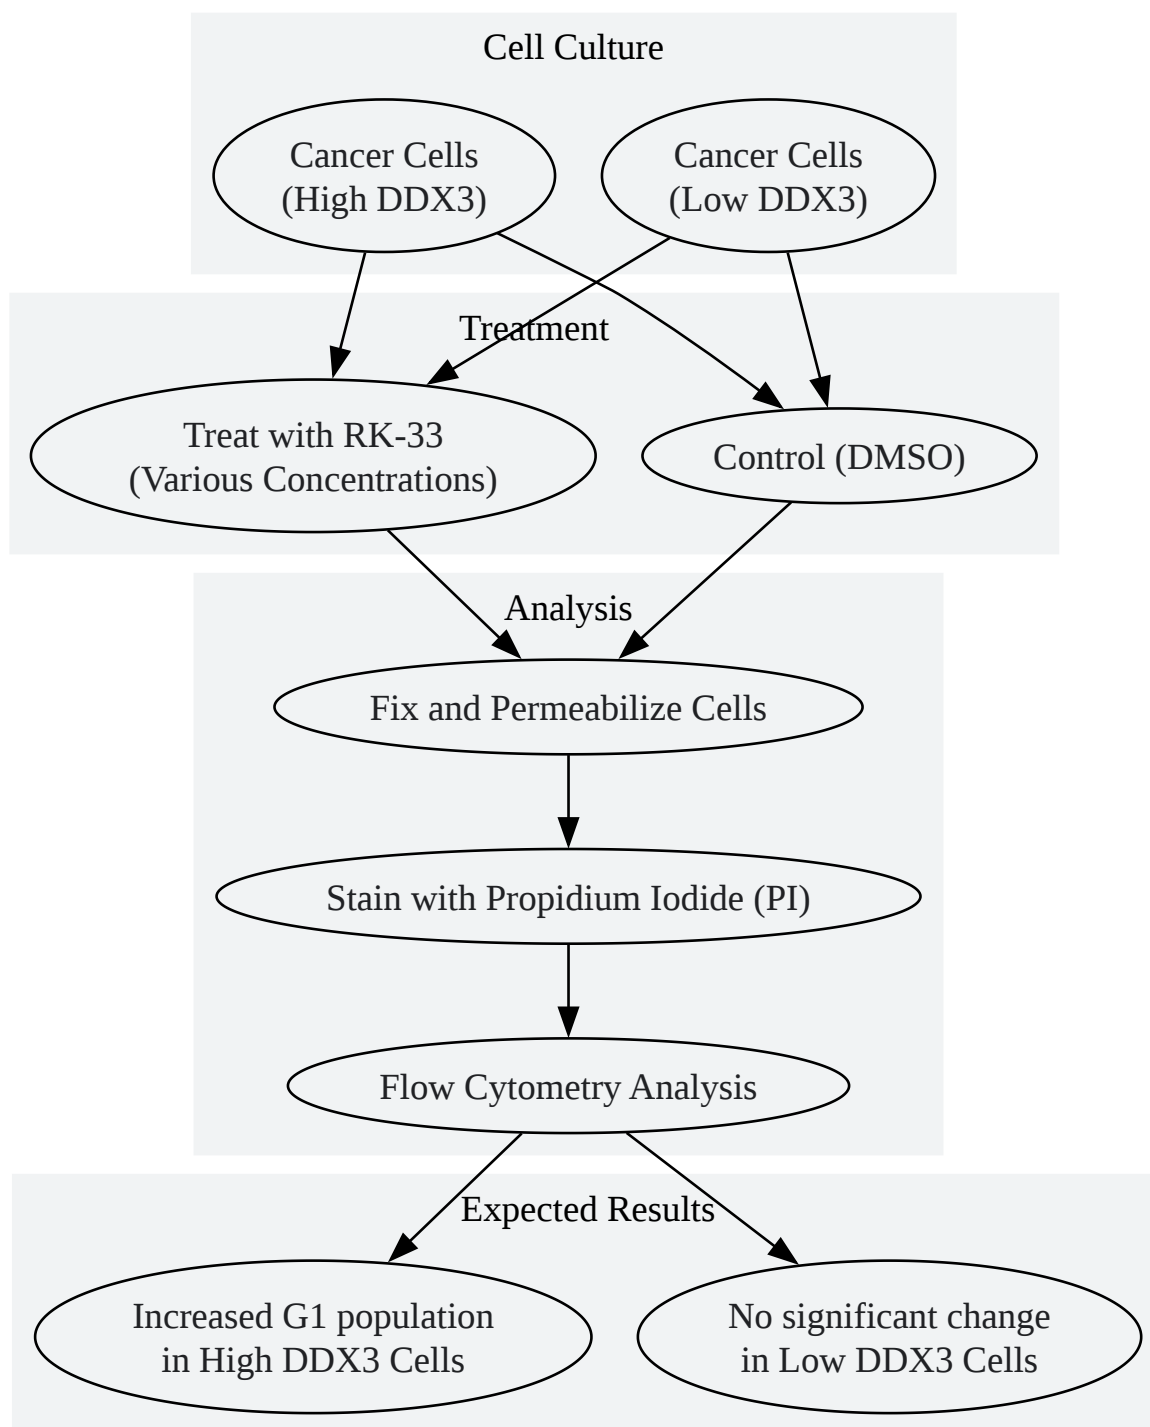 Cell Culture
Cancer Cells
(High DDX3)
Cancer Cells
(Low DDX3)
Treatment
Treat with RK-33
(Various Concentrations)
Control (DMSO)
Analysis
Fix and Permeabilize Cells
Stain with Propidium Iodide (PI)
Flow Cytometry Analysis
Expected Results
Increased G1 population
in High DDX3 Cells
No significant change
in Low DDX3 Cells